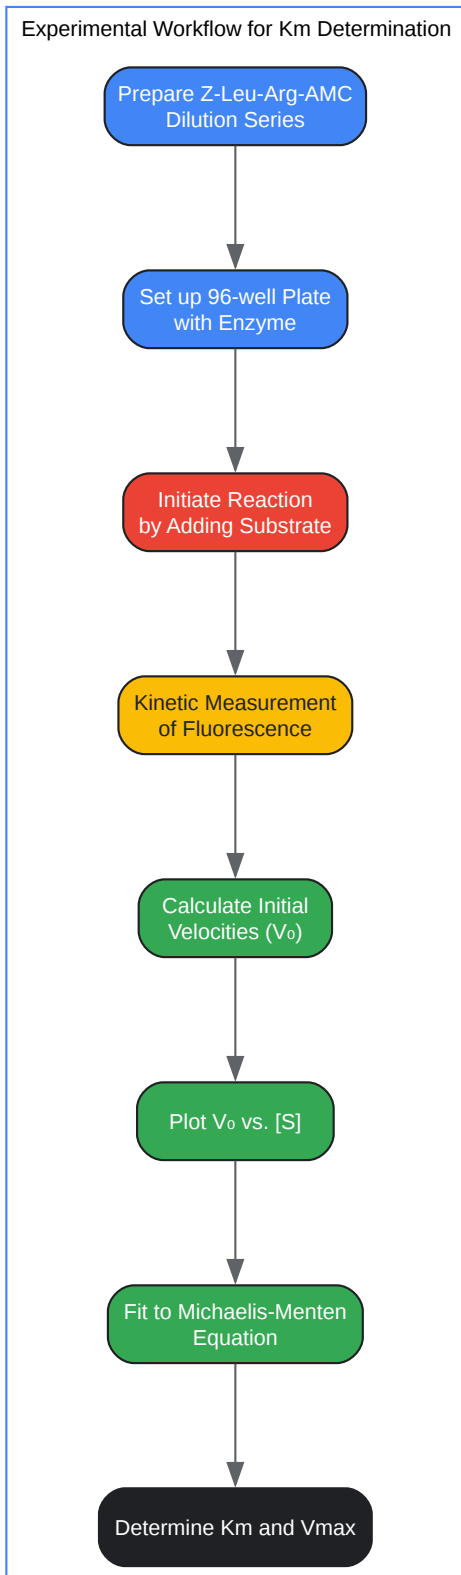 Experimental Workflow for Km Determination
Prepare Z-Leu-Arg-AMC
Dilution Series
Set up 96-well Plate
with Enzyme
Initiate Reaction
by Adding Substrate
Kinetic Measurement
of Fluorescence
Calculate Initial
Velocities (V₀)
Plot V₀ vs. [S]
Fit to Michaelis-Menten
Equation
Determine Km and Vmax